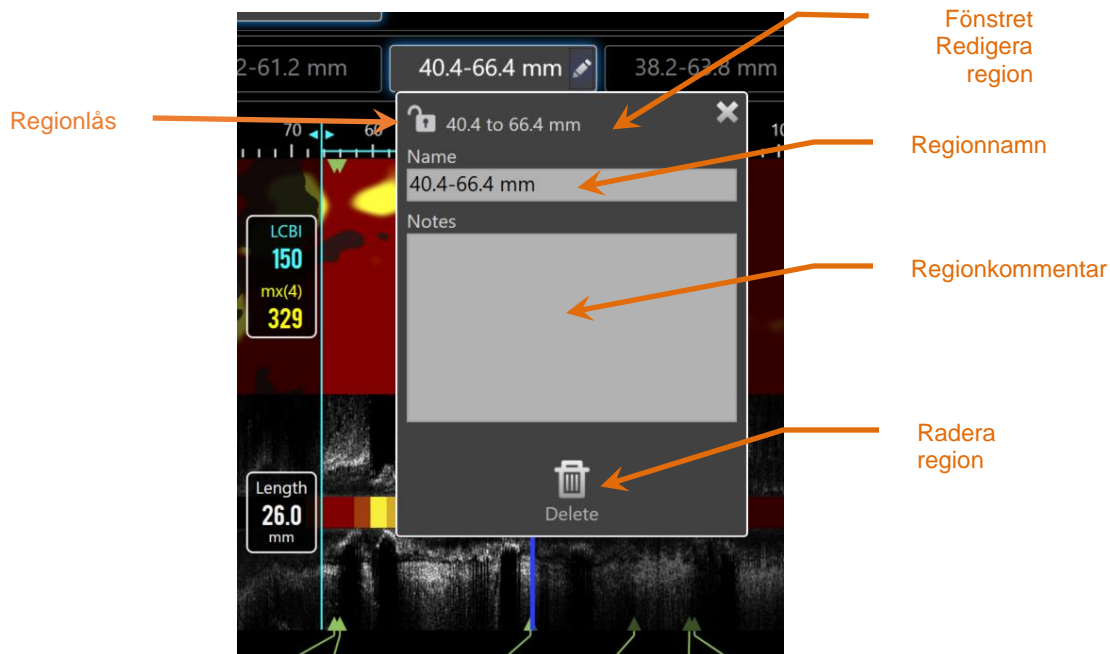 Fönstret
Redigera
region
2-61.2 mm
40.4-66.4 mm
38.2-63.8 mm
Regionlås
70
60
10
40.4 to 66.4 mm
Name
40.4-66.4 mm
Regionnamn
Notes
LCBI
150
mx(4)
329
Regionkommentar
Radera
region
Length
26.0
mm
Delete